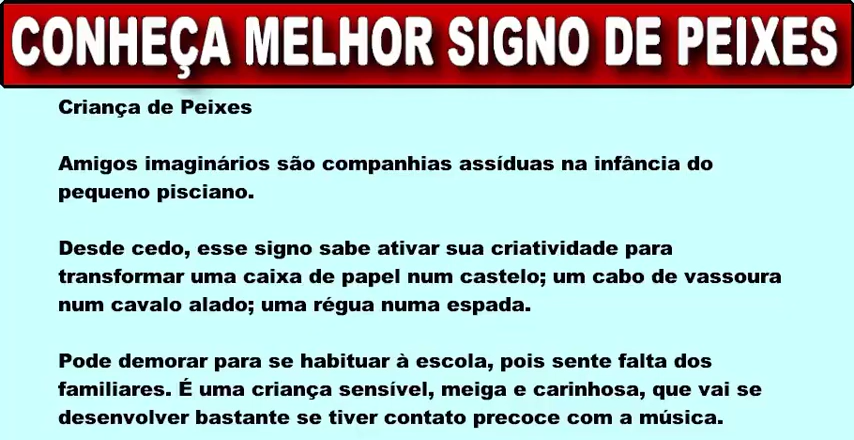 CONHEÇA MELHOR SIGNO DE PEIXES
Criança de Peixes
Amigos imaginários são companhias assíduas na infância do
pequeno pisciano.
Desde cedo, esse signo sabe ativar sua criatividade para
transformar uma caixa de papel num castelo; um cabo de vassoura
num cavalo alado; uma régua numa espada.
Pode demorar para se habituar à escola, pois sente falta dos
familiares. É uma criança sensível, meiga e carinhosa, que vai se
desenvolver bastante se tiver contato precoce com a música.